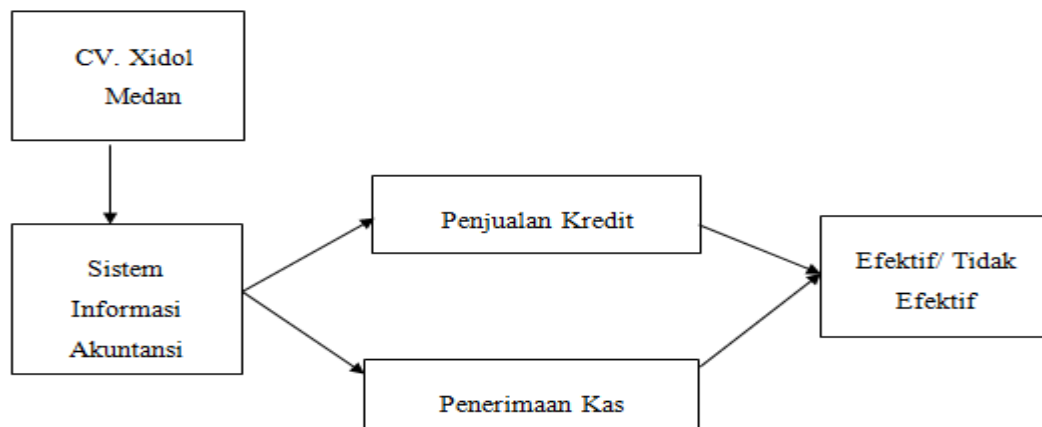 CV. Xidol
Medan
Sistem
Informasi
Akuntansi
Penjualan Kredit
Penerimaan Kas
Efektif/ Tidak
Efektif